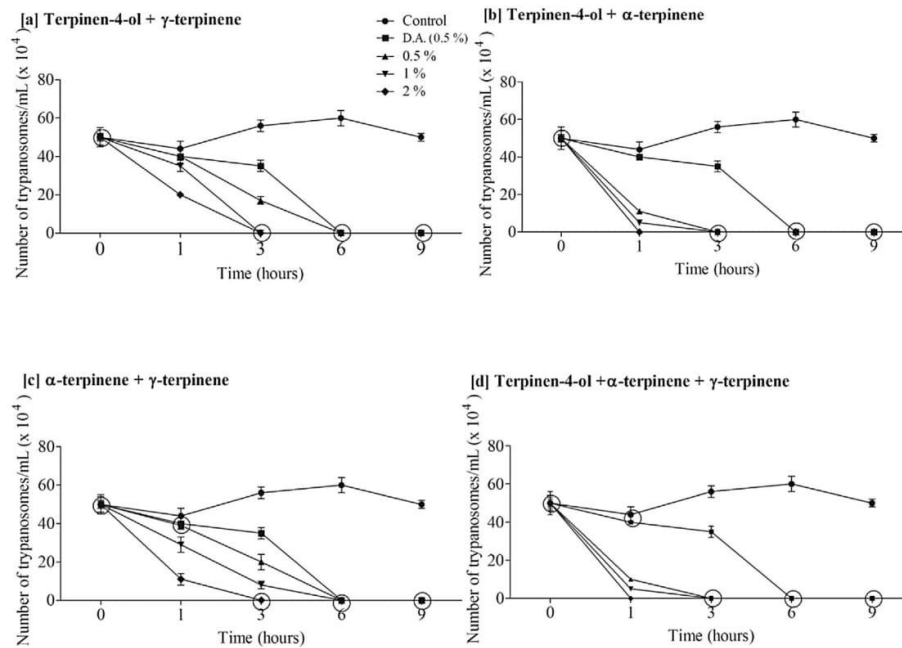 [a] Terpinen-4-ol + γ-terpinene
Control
D.A. (0.5 %)
0.5 %
1 %
2 %
Number of trypanosomes/mL (x 10⁴)
80
60
40
20
0
0 1 3 6 9
Time (hours)
[b] Terpinen-4-ol + α-terpinene
Number of trypanosomes/mL (x 10⁴)
80
60
40
20
0
0 1 3 6 9
Time (hours)
[c] α-terpinene + γ-terpinene
Number of trypanosomes/mL (x 10⁴)
80
60
40
20
0
0 1 3 6 9
Time (hours)
[d] Terpinen-4-ol +α-terpinene + γ-terpinene
Number of trypanosomes/mL (x 10⁴)
80
60
40
20
0
0 1 3 6 9
Time (hours)